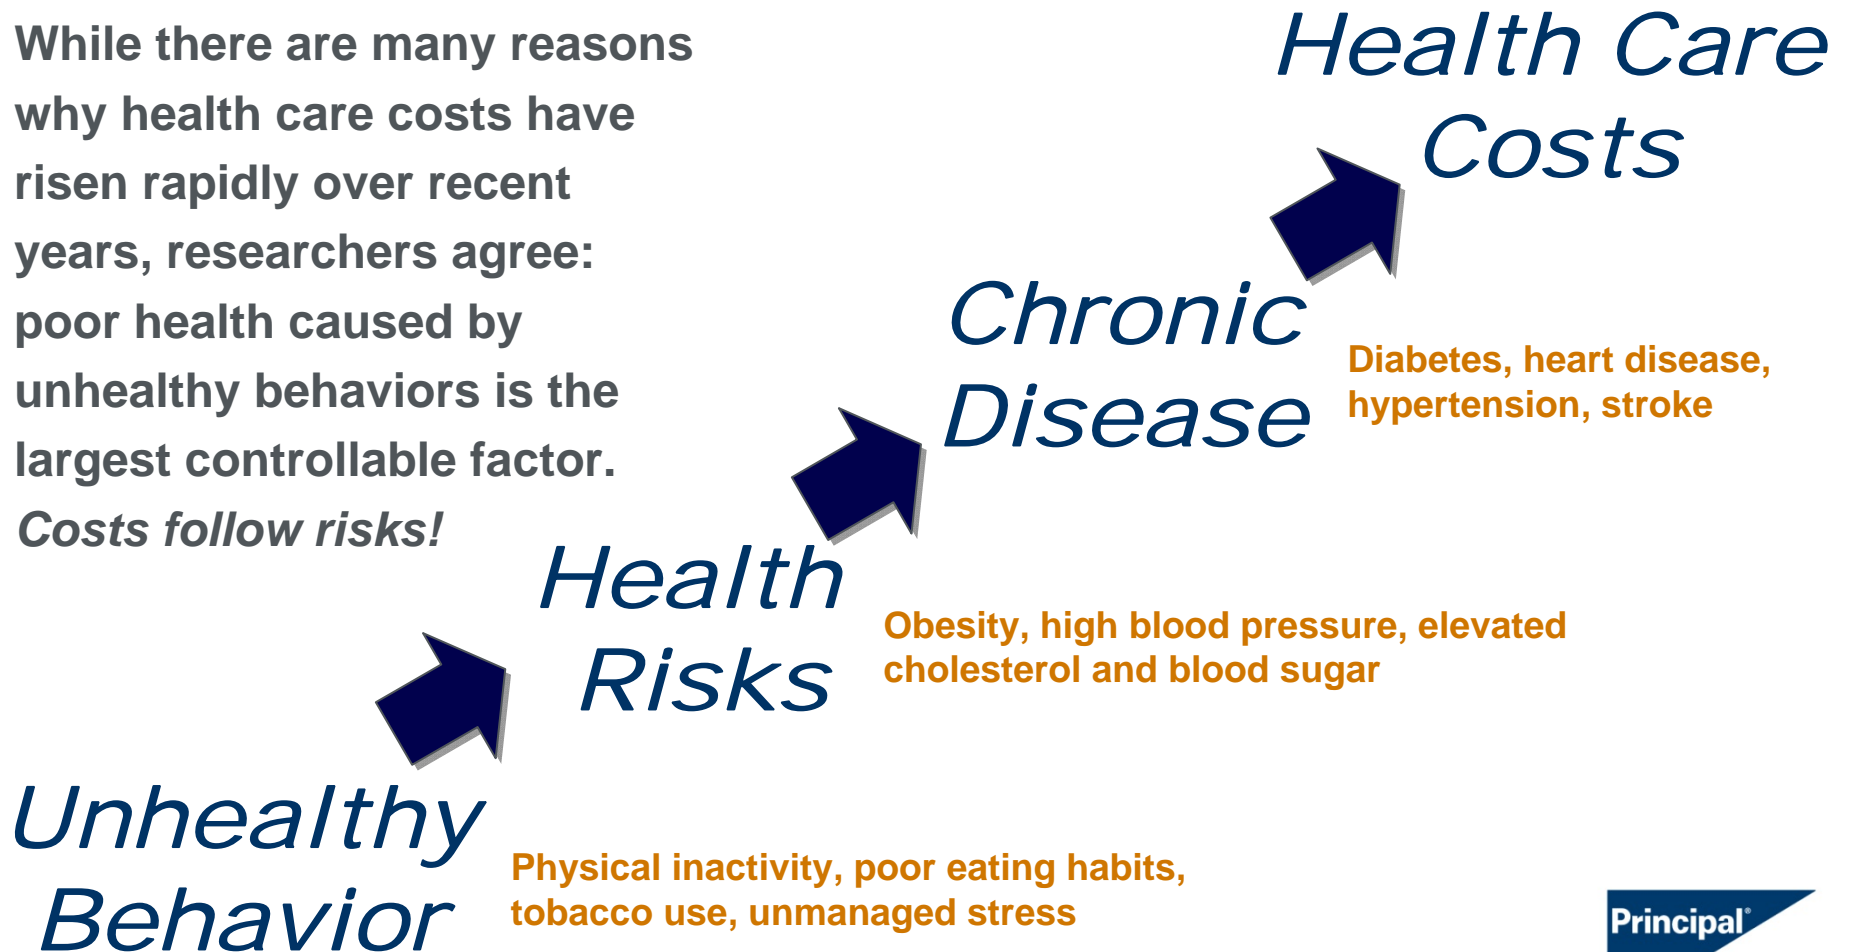 While there are many reasons
why health care costs have
risen rapidly over recent
years, researchers agree:
poor health caused by
unhealthy behaviors is the
largest controllable factor.
Costs follow risks!
Health Care
Costs
Chronic
Disease
Diabetes, heart disease,
hypertension, stroke
Health
Risks
Obesity, high blood pressure, elevated
cholesterol and blood sugar
Unhealthy
Behavior
Physical inactivity, poor eating habits,
tobacco use, unmanaged stress
Principal®